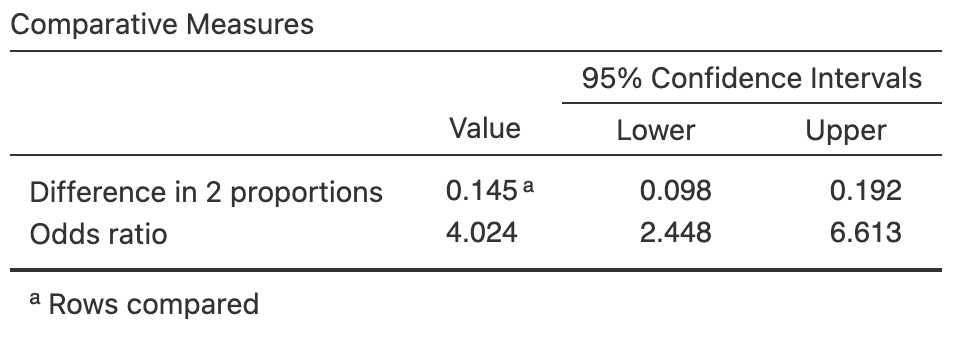 Comparative Measures
95% Confidence Intervals
Value Lower Upper
Difference in 2 proportions 0.145 ᵃ 0.098 0.192
Odds ratio 4.024 2.448 6.613
ᵃ Rows compared